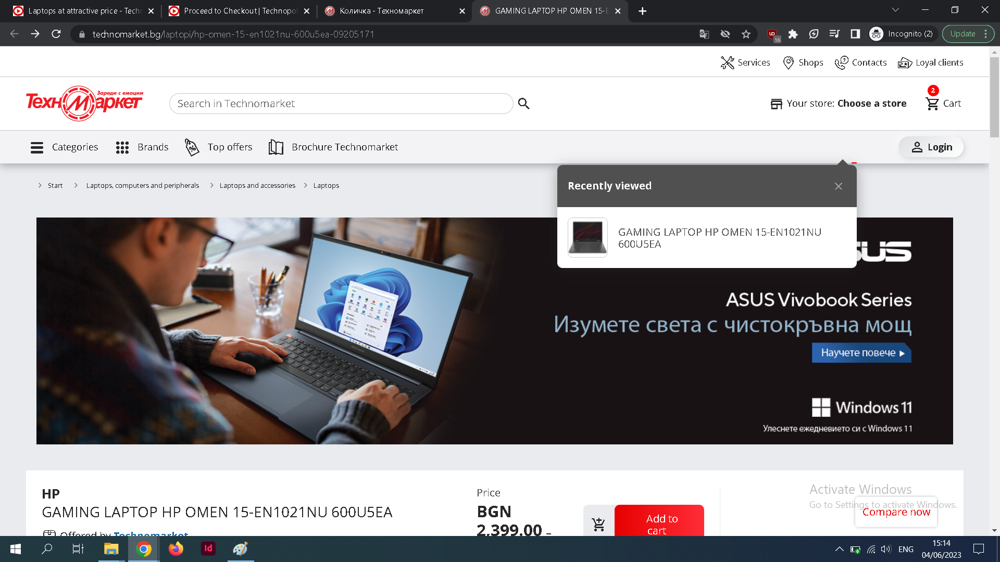 Laptops at attractive price - Techn
Proceed to Checkout | Technopol
Количка - Техномаркет
GAMING LAPTOP HP OMEN 15-E
technomarket.bg/laptopi/hp-omen-15-en1021nu-600u5ea-09205171
16
Incognito (2)
Update
Services
Shops
Contacts
Loyal clients
Зареди с емоции
ТехноМаркет
Search in Technomarket
Your store: Choose a store
2
Cart
Categories
Brands
Top offers
Brochure Technomarket
Login
Start
Laptops, computers and peripherals
Laptops and accessories
Laptops
Recently viewed
GAMING LAPTOP HP OMEN 15-EN1021NU
600U5EA
SUS
ASUS Vivobook Series
Изумете света с чистокръвна мощ
Научете повече
Windows 11
Улеснете ежедневието си с Windows 11
HP
GAMING LAPTOP HP OMEN 15-EN1021NU 600U5EA
Offered by Technomarket
Price
BGN
2,399.00 –
Add to
cart
Activate Windows
Go to Settings to activate Windows.
Compare now
Id
ENG
15:14
04/06/2023